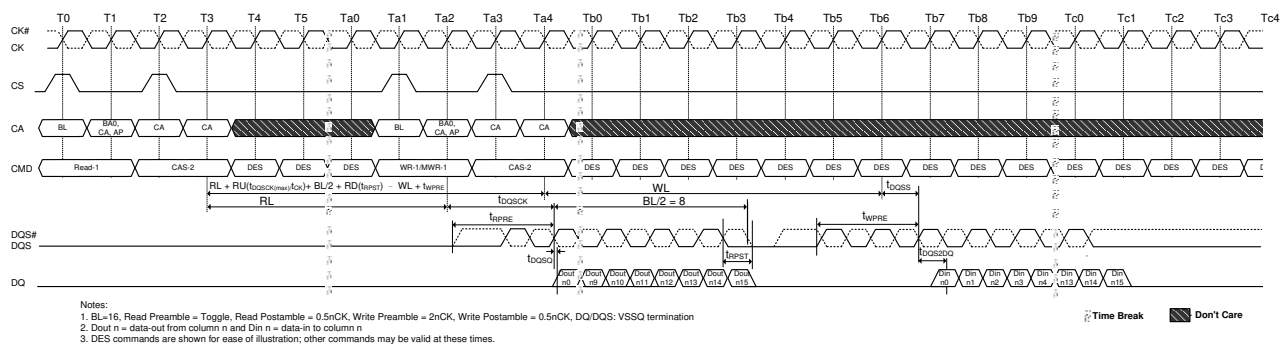 T0 T1 T2 T3 T4 T5 Ta0 Ta1 Ta2 Ta3 Ta4 Tb0 Tb1 Tb2 Tb3 Tb4 Tb5 Tb6 Tb7 Tb8 Tb9 Tc0 Tc1 Tc2 Tc3 Tc4
CK#
CK
CS
CA BL BA0, CA, AP CA CA BL BA0, CA, AP CA CA
CMD Read-1 CAS-2 DES DES DES WR-1/MWR-1 CAS-2 DES DES DES DES DES DES DES DES DES DES DES DES DES DES
RL + RU(tDQSCK(max)/tCK)+ BL/2 + RD(tRPST) - WL + tWPRE WL tDQSS
RL tDQSCK BL/2 = 8
tRPRE tWPRE
DQS#
DQS
tDQSQ tRPST tDQS2DQ
DQ Dout n0 Dout n9 Dout n10 Dout n11 Dout n12 Dout n13 Dout n14 Dout n15 Din n0 Din n1 Din n2 Din n3 Din n4 Din n13 Din n14 Din n15
Notes:
1. BL=16, Read Preamble = Toggle, Read Postamble = 0.5nCK, Write Preamble = 2nCK, Write Postamble = 0.5nCK, DQ/DQS: VSSQ termination
2. Dout n = data-out from column n and Din n = data-in to column n
3. DES commands are shown for ease of illustration; other commands may be valid at these times.
Time Break Don't Care